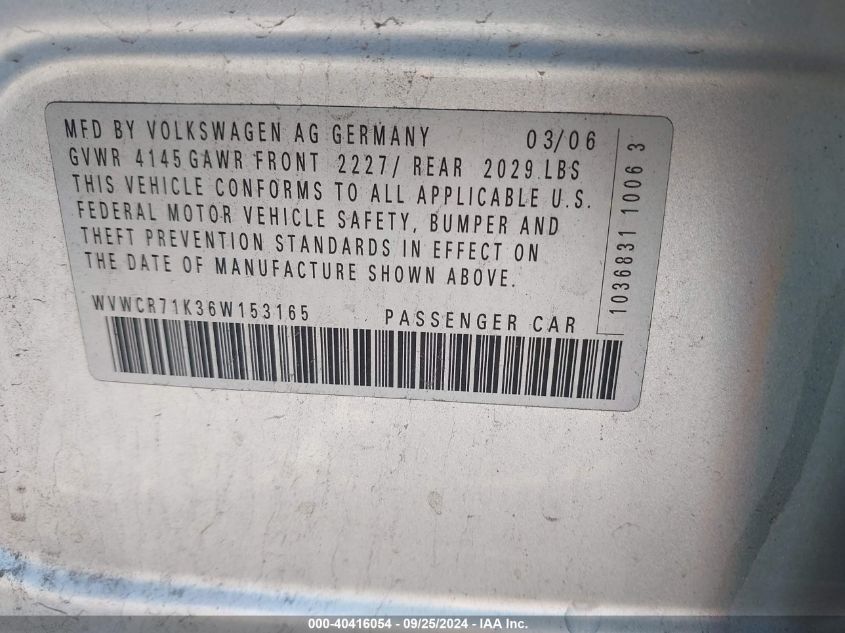 MFD BY VOLKSWAGEN AG GERMANY 03/06
GVWR 4145 GAWR FRONT 2227/ REAR 2029 LBS
THIS VEHICLE CONFORMS TO ALL APPLICABLE U.S.
FEDERAL MOTOR VEHICLE SAFETY, BUMPER AND
THEFT PREVENTION STANDARDS IN EFFECT ON
THE DATE OF MANUFACTURE SHOWN ABOVE.
WVWCR71K36W153165 PASSENGER CAR
1036831 1006 3
000-40416054 - 09/25/2024 - IAA Inc.